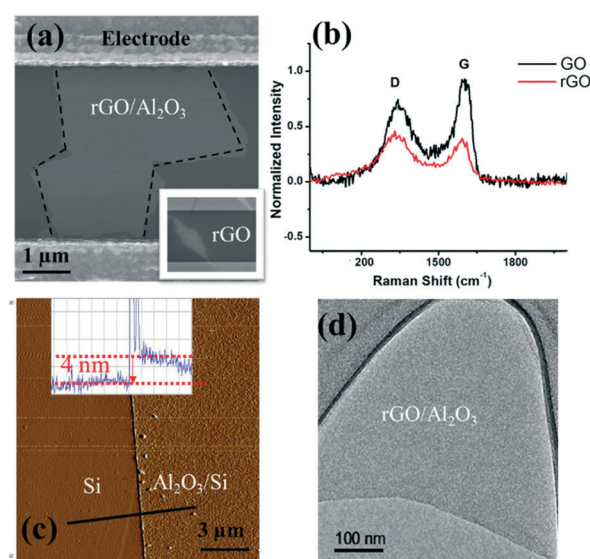 (a)
Electrode
rGO/Al₂O₃
rGO
1 μm
(b)
D
G
GO
rGO
Normalized Intensity
1.0
0.5
0.0
-0.5
1200
1500
1800
Raman Shift (cm⁻¹)
4 nm
Si
Al₂O₃/Si
(c)
3 μm
(d)
rGO/Al₂O₃
100 nm